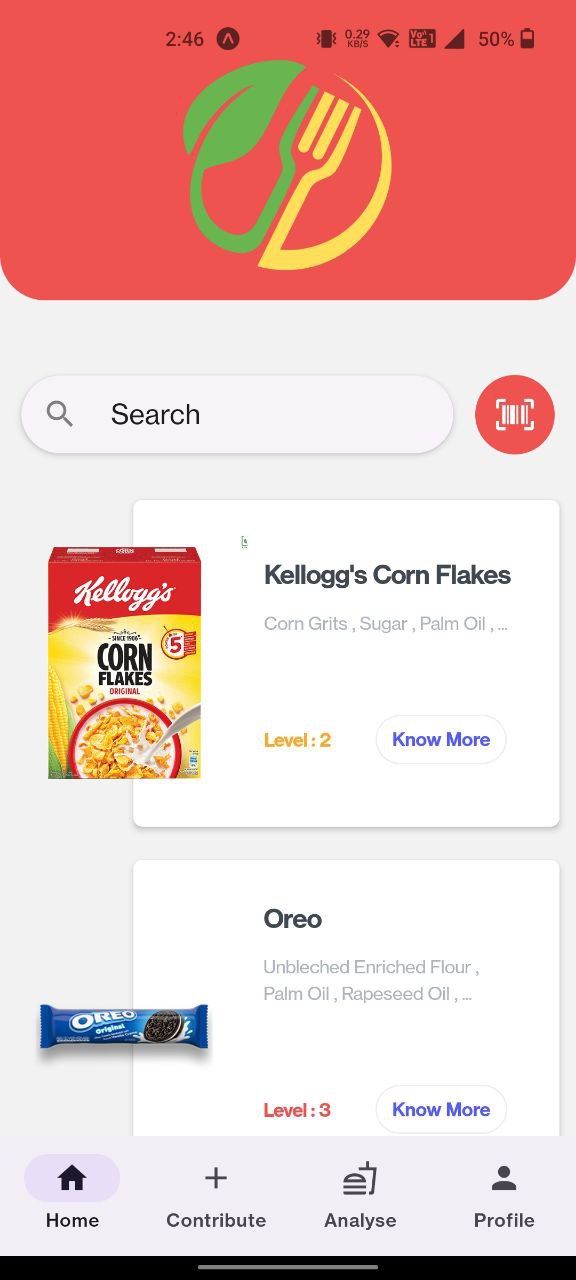 2:46
0.29
KB/S
Vo
LTE 1
50%
Search
Kellogg's
- SINCE 1906 -
CORN
FLAKES
ORIGINAL
5
Kellogg's Corn Flakes
Corn Grits , Sugar , Palm Oil , ...
Level : 2
Know More
Oreo
Unbleched Enriched Flour ,
Palm Oil , Rapeseed Oil , ...
OREO
Original
Level : 3
Know More
Home
Contribute
Analyse
Profile